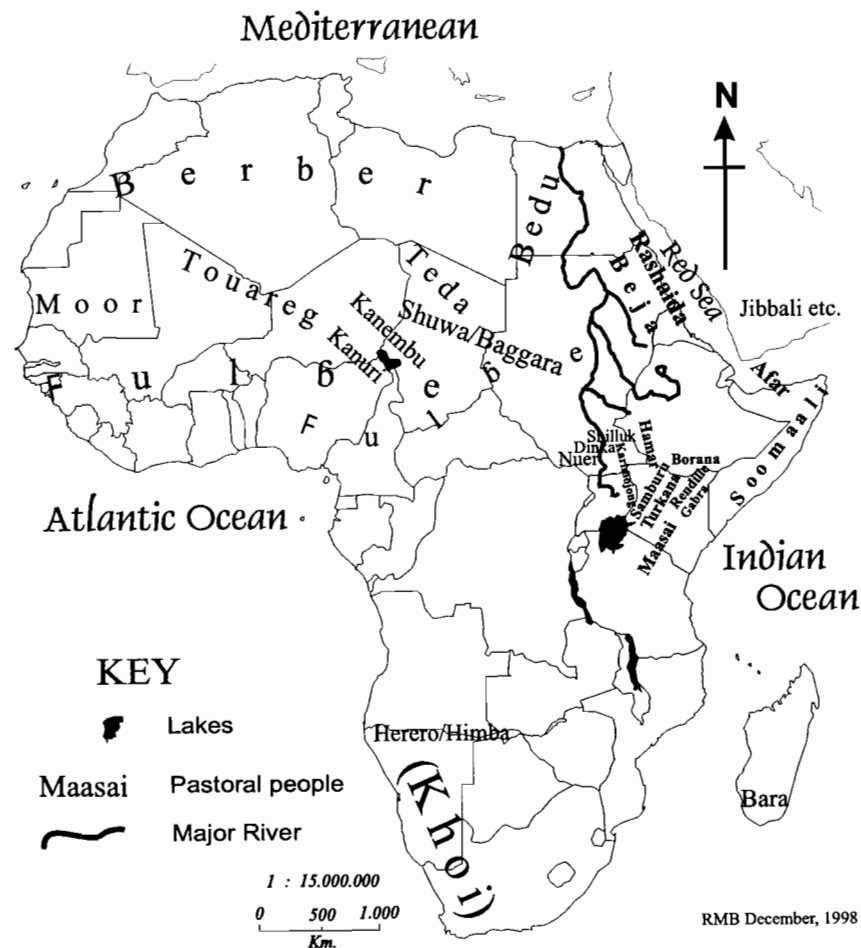 Mediterranean
N
Berber
Bedu
Touareg
Teda
Beja
Rashaida
Red Sea
Moor
Kanembu
Kanuri
Shuwa/Baggara
Jibbali etc.
Fulɓe
Fulɓe
Afar
Soomaali
Shilluk
Dinka
Nuer
Hamar
Karimojong
Borana
Samburu
Turkana
Rendille
Gabra
Maasai
Atlantic Ocean
Indian
Ocean
KEY
Lakes
Maasai Pastoral people
Major River
Herero/Himba
(Khoi)
Bara
1 : 15.000.000
0 500 1.000
Km.
RMB December, 1998